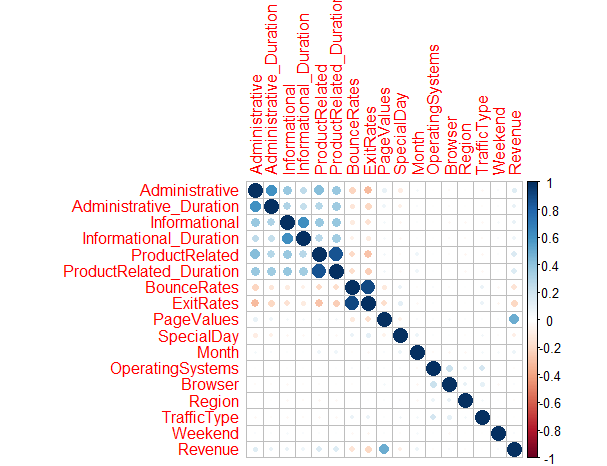 Administrative
Administrative_Duration
Informational
Informational_Duration
ProductRelated
ProductRelated_Duration
BounceRates
ExitRates
PageValues
SpecialDay
Month
OperatingSystems
Browser
Region
TrafficType
Weekend
Revenue
Administrative
Administrative_Duration
Informational
Informational_Duration
ProductRelated
ProductRelated_Duration
BounceRates
ExitRates
PageValues
SpecialDay
Month
OperatingSystems
Browser
Region
TrafficType
Weekend
Revenue
1
0.8
0.6
0.4
0.2
0
-0.2
-0.4
-0.6
-0.8
-1